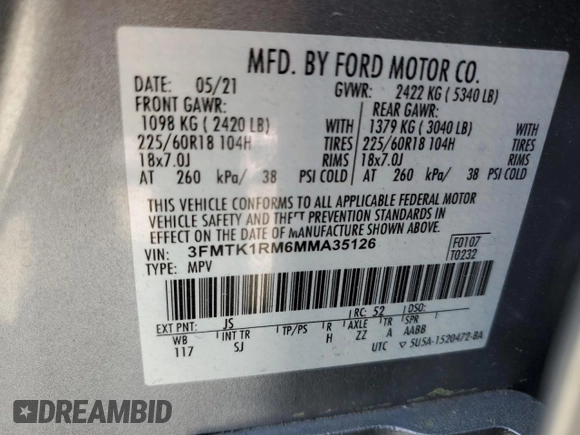 MFD. BY FORD MOTOR CO.
DATE: 05/21 GVWR: 2422 KG ( 5340 LB)
FRONT GAWR: REAR GAWR:
1098 KG ( 2420 LB) WITH 1379 KG ( 3040 LB) WITH
225/60R18 104H TIRES 225/60R18 104H TIRES
18x7.0J RIMS 18x7.0J RIMS
AT 260 kPa/ 38 PSI COLD AT 260 kPa/ 38 PSI COLD
THIS VEHICLE CONFORMS TO ALL APPLICABLE FEDERAL MOTOR
VEHICLE SAFETY AND THEFT PREVENTION STANDARDS IN
EFFECT ON THE DATE OF MANUFACTURE SHOWN ABOVE.
VIN: 3FMTK1RM6MMA35126 F0107
TYPE: MPV T0232
EXT PNT: JS RC: 52 DSO:
WB INT TR TP/PS R AXLE TR SPR
117 SJ H ZZ A AABB
UTC ▽ 5U5A-1520472-BA
DREAMBID